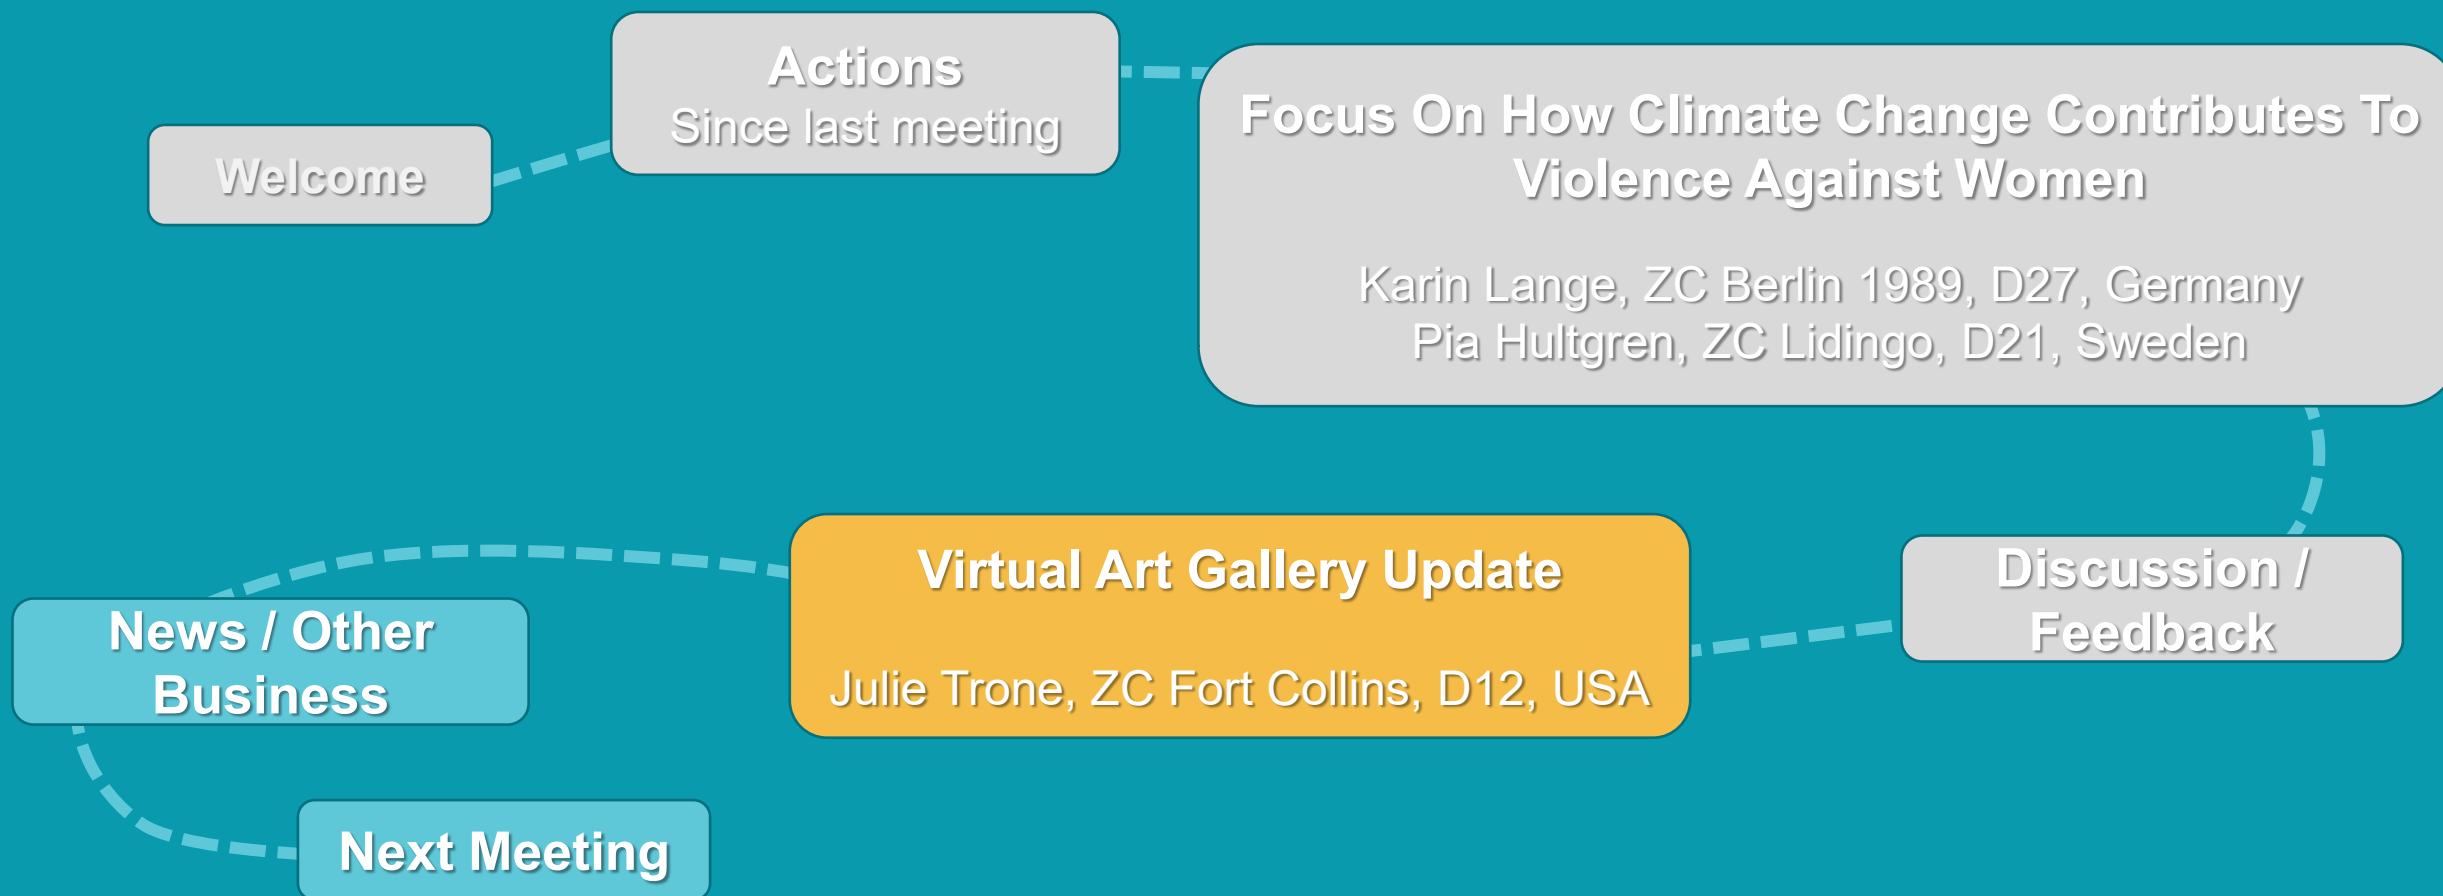 Welcome
Actions
Since last meeting
Focus On How Climate Change Contributes To
Violence Against Women
Karin Lange, ZC Berlin 1989, D27, Germany
Pia Hultgren, ZC Lidingo, D21, Sweden
Discussion /
Feedback
Virtual Art Gallery Update
Julie Trone, ZC Fort Collins, D12, USA
News / Other
Business
Next Meeting